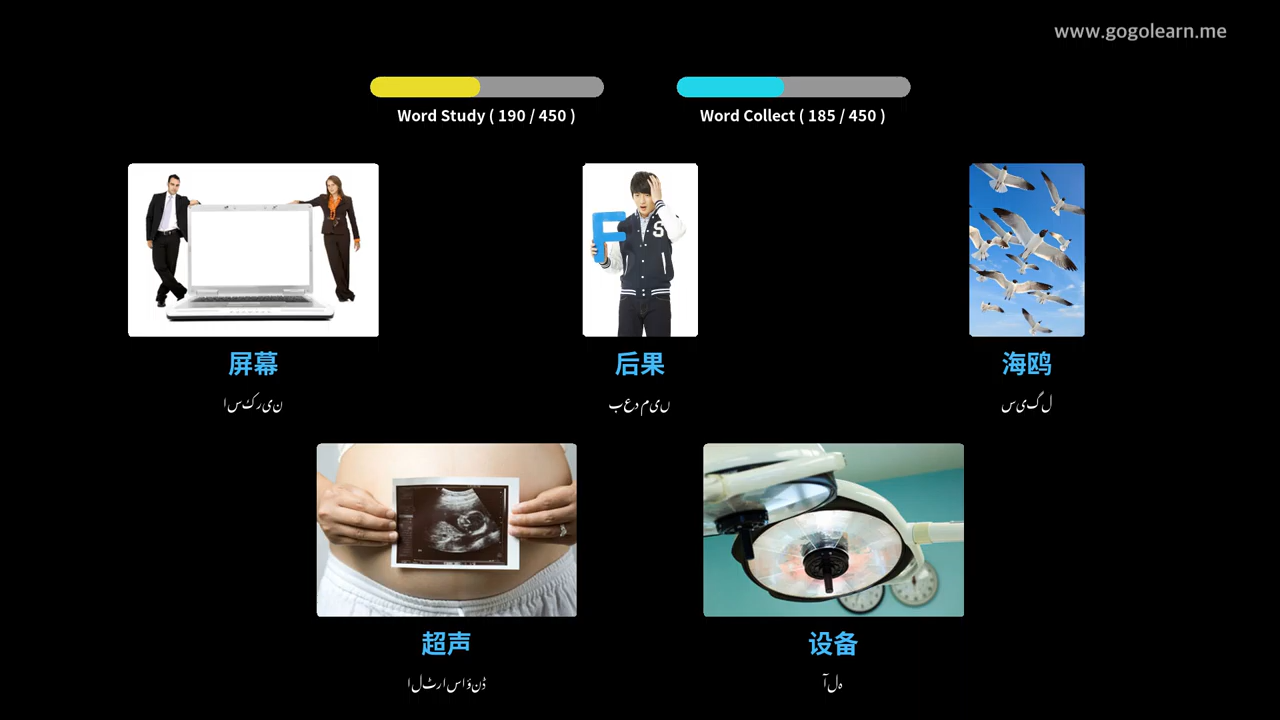 www.gogolearn.me
Word Study ( 190 / 450 )
Word Collect ( 185 / 450 )
屏幕
اسکرین
后果
بعد میں
海鸥
سیگل
F
S
超声
الٹراساؤنڈ
设备
آلہ